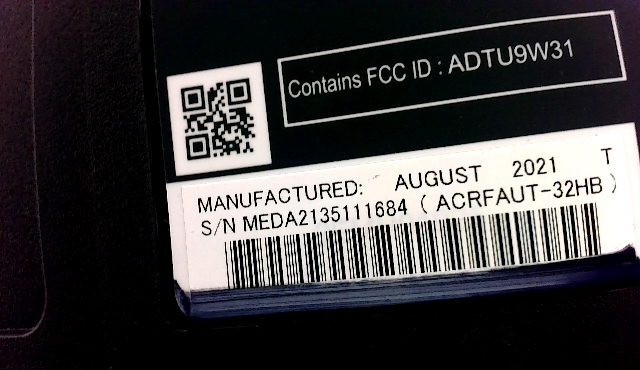 Contains FCC ID : ADTU9W31
MANUFACTURED: AUGUST 2021 T
S/N MEDA2135111684 ( ACRFAUT-32HB )